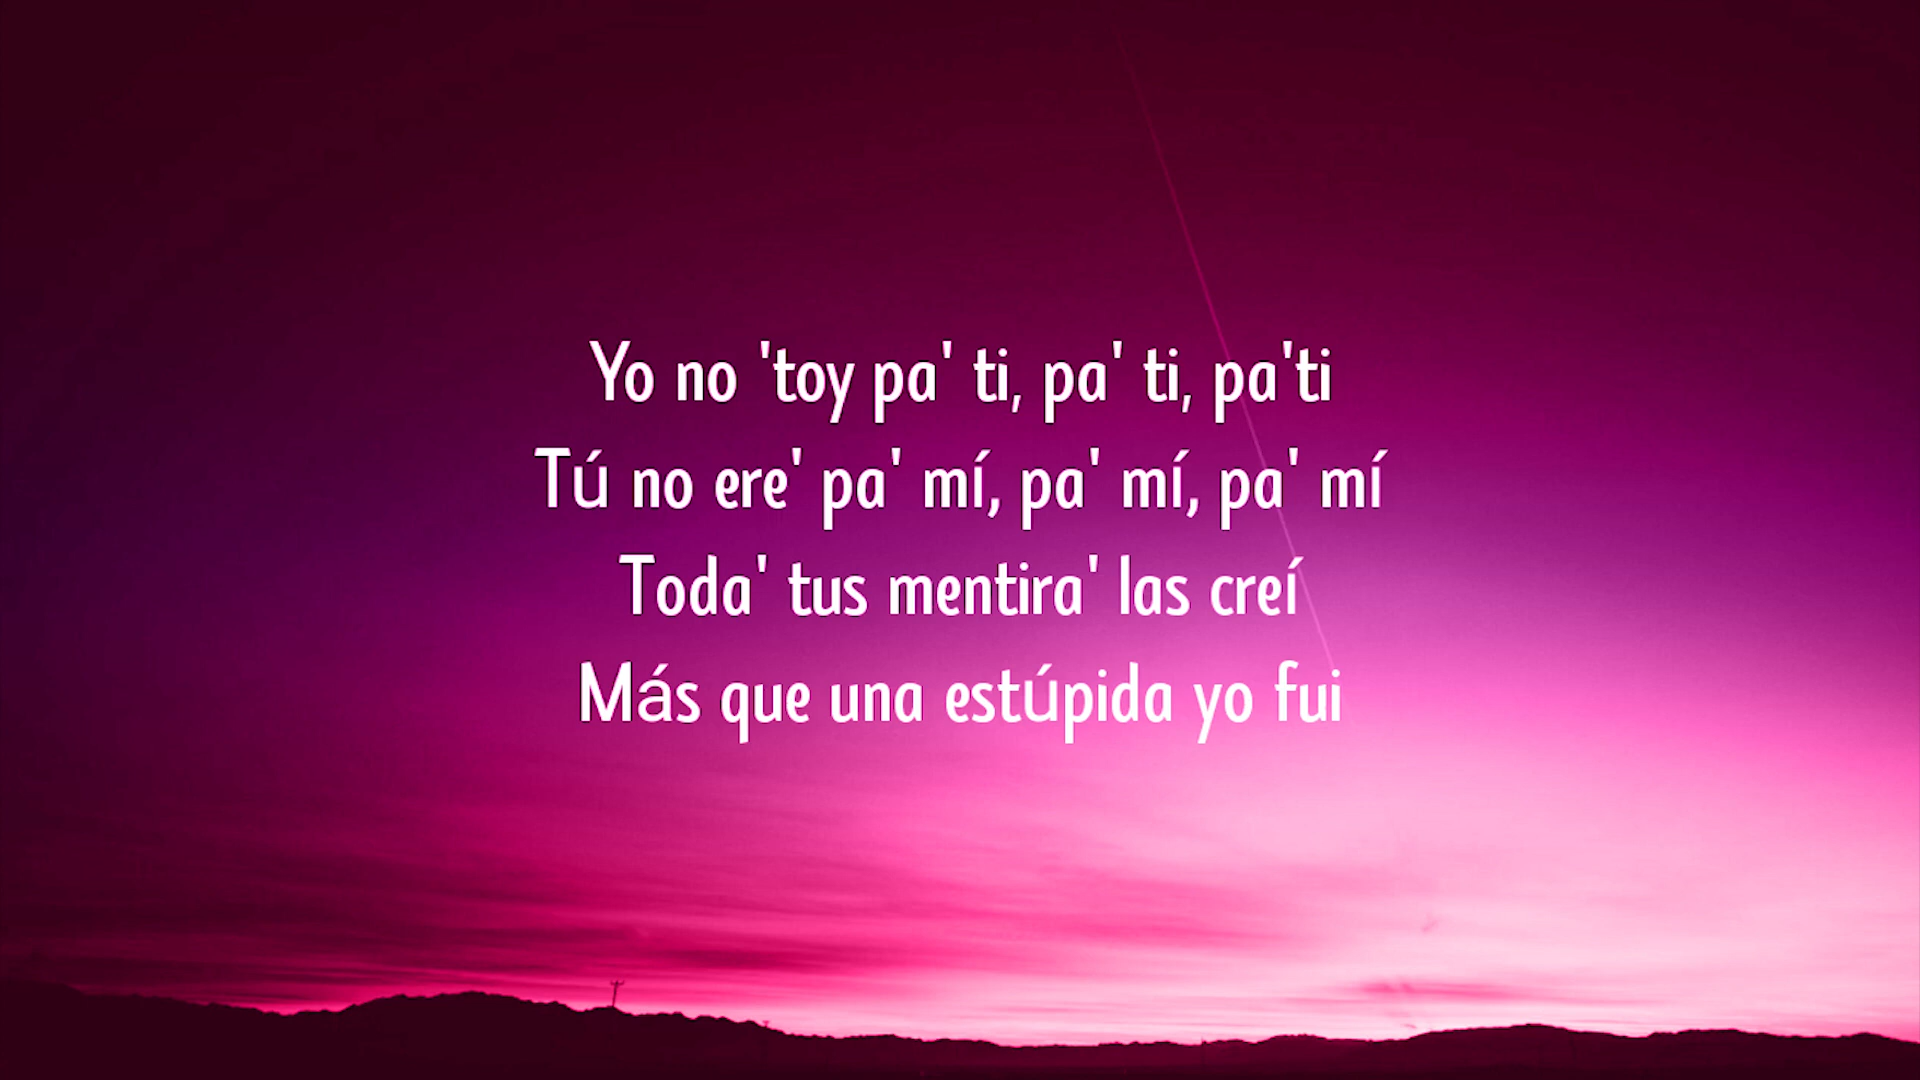 Yo no 'toy pa' ti, pa' ti, pa'ti
Tú no ere' pa' mí, pa' mí, pa' mí
Toda' tus mentira' las creí
Más que una estúpida yo fui